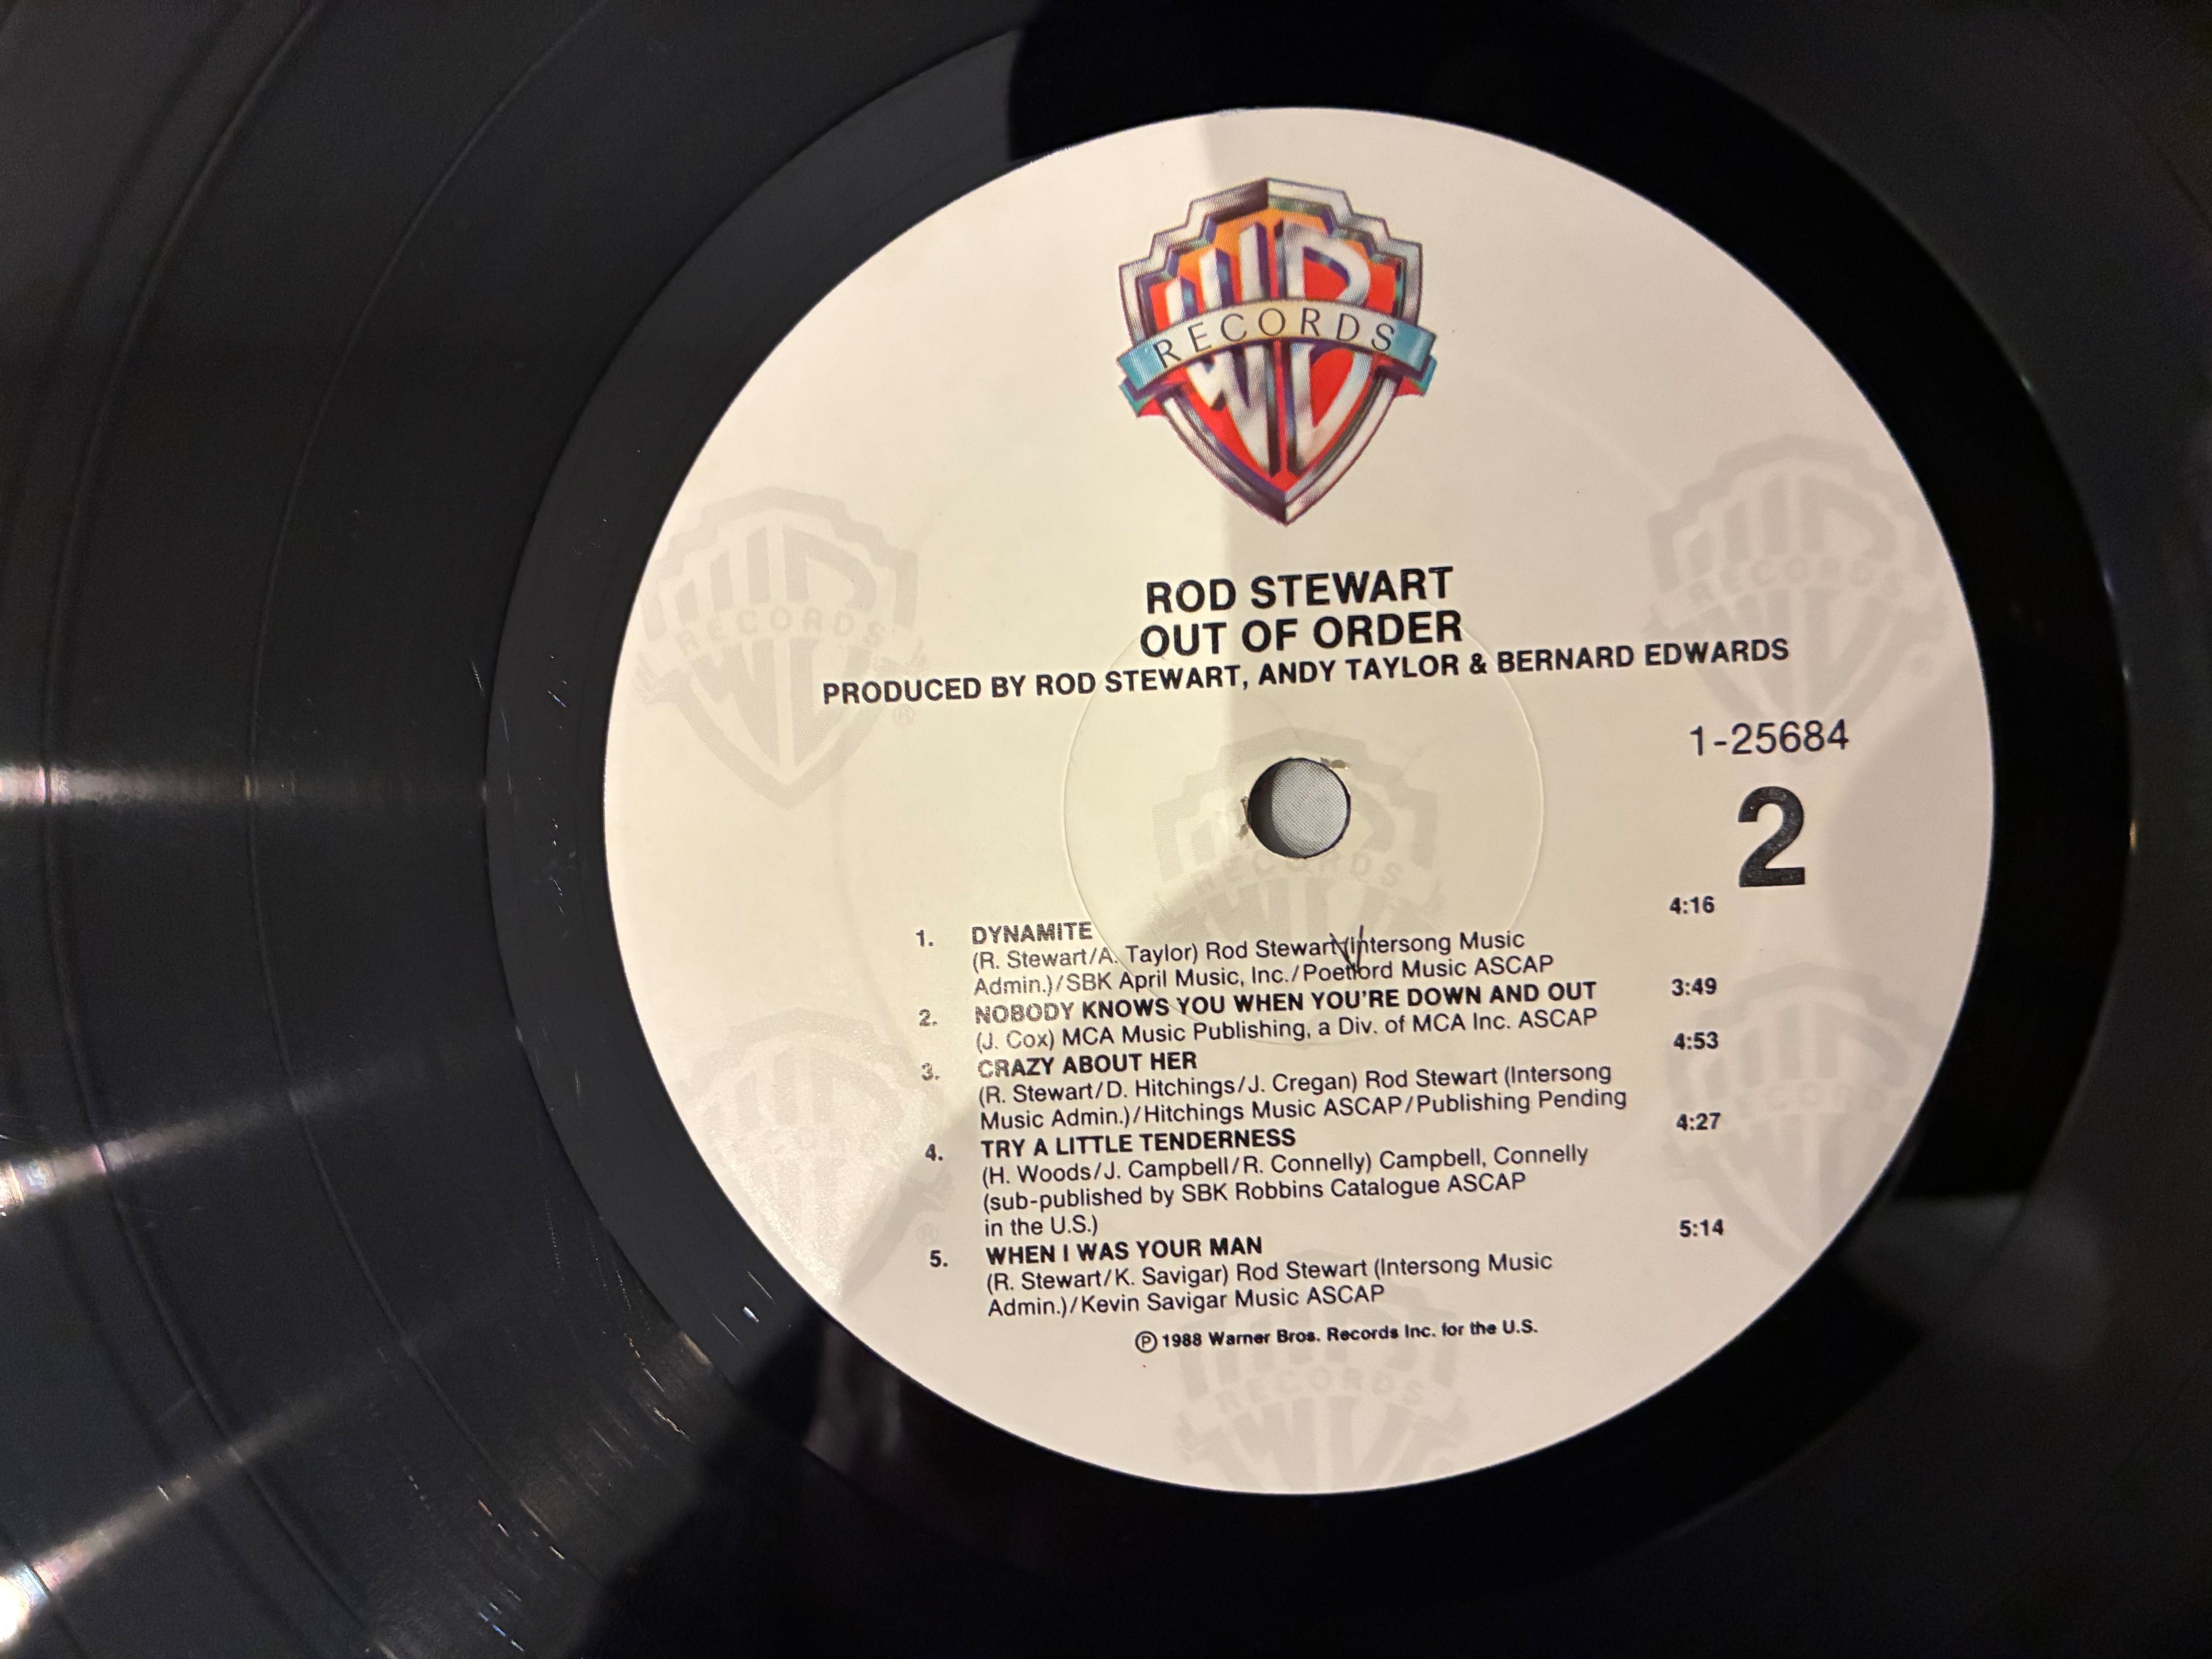 RECORDS
ROD STEWART
OUT OF ORDER
PRODUCED BY ROD STEWART, ANDY TAYLOR & BERNARD EDWARDS
1-25684
2
1. DYNAMITE 4:16
(R. Stewart/A. Taylor) Rod Stewart (Intersong Music
Admin.)/SBK April Music, Inc./Poetlord Music ASCAP
2. NOBODY KNOWS YOU WHEN YOU'RE DOWN AND OUT 3:49
(J. Cox) MCA Music Publishing, a Div. of MCA Inc. ASCAP
3. CRAZY ABOUT HER 4:53
(R. Stewart/D. Hitchings/J. Cregan) Rod Stewart (Intersong
Music Admin.)/Hitchings Music ASCAP/Publishing Pending
4. TRY A LITTLE TENDERNESS 4:27
(H. Woods/J. Campbell/R. Connelly) Campbell, Connelly
(sub-published by SBK Robbins Catalogue ASCAP
in the U.S.)
5. WHEN I WAS YOUR MAN 5:14
(R. Stewart/K. Savigar) Rod Stewart (Intersong Music
Admin.)/Kevin Savigar Music ASCAP
℗ 1988 Warner Bros. Records Inc. for the U.S.